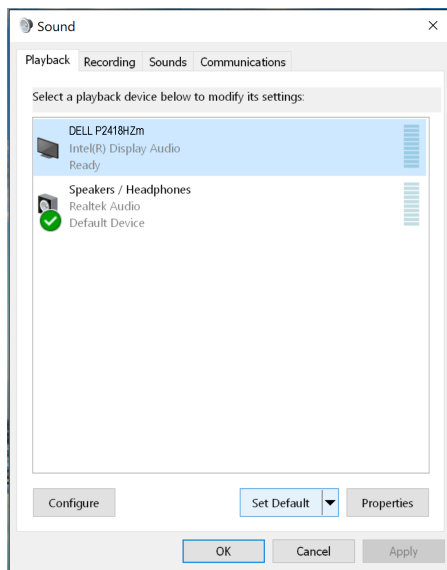 Sound
Playback Recording Sounds Communications
Select a playback device below to modify its settings:
DELL P2418HZm
Intel(R) Display Audio
Ready
Speakers / Headphones
Realtek Audio
Default Device
Configure Set Default Properties
OK Cancel Apply